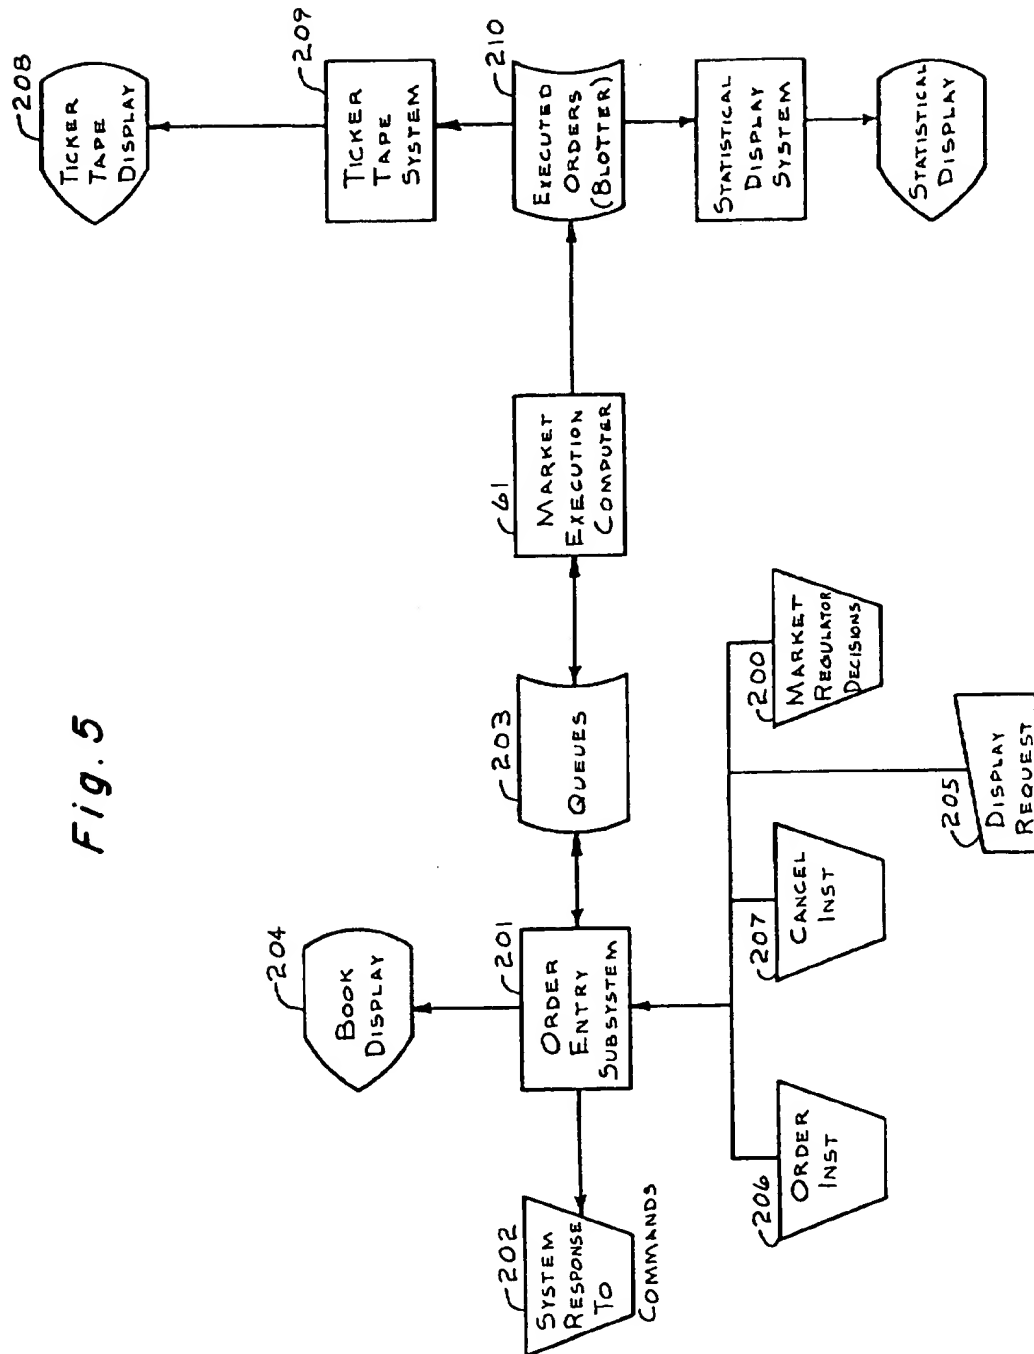 Fig. 5
202
SYSTEM
RESPONSE
TO
COMMANDS
204
BOOK
DISPLAY
201
ORDER
ENTRY
SUBSYSTEM
203
QUEUES
61
MARKET
EXECUTION
COMPUTER
208
TICKER
TAPE
DISPLAY
209
TICKER
TAPE
SYSTEM
210
EXECUTED
ORDERS
(BLOTTER)
STATISTICAL
DISPLAY
SYSTEM
STATISTICAL
DISPLAY
206
ORDER
INST
207
CANCEL
INST
205
DISPLAY
REQUEST
200
MARKET
REGULATOR
DECISIONS